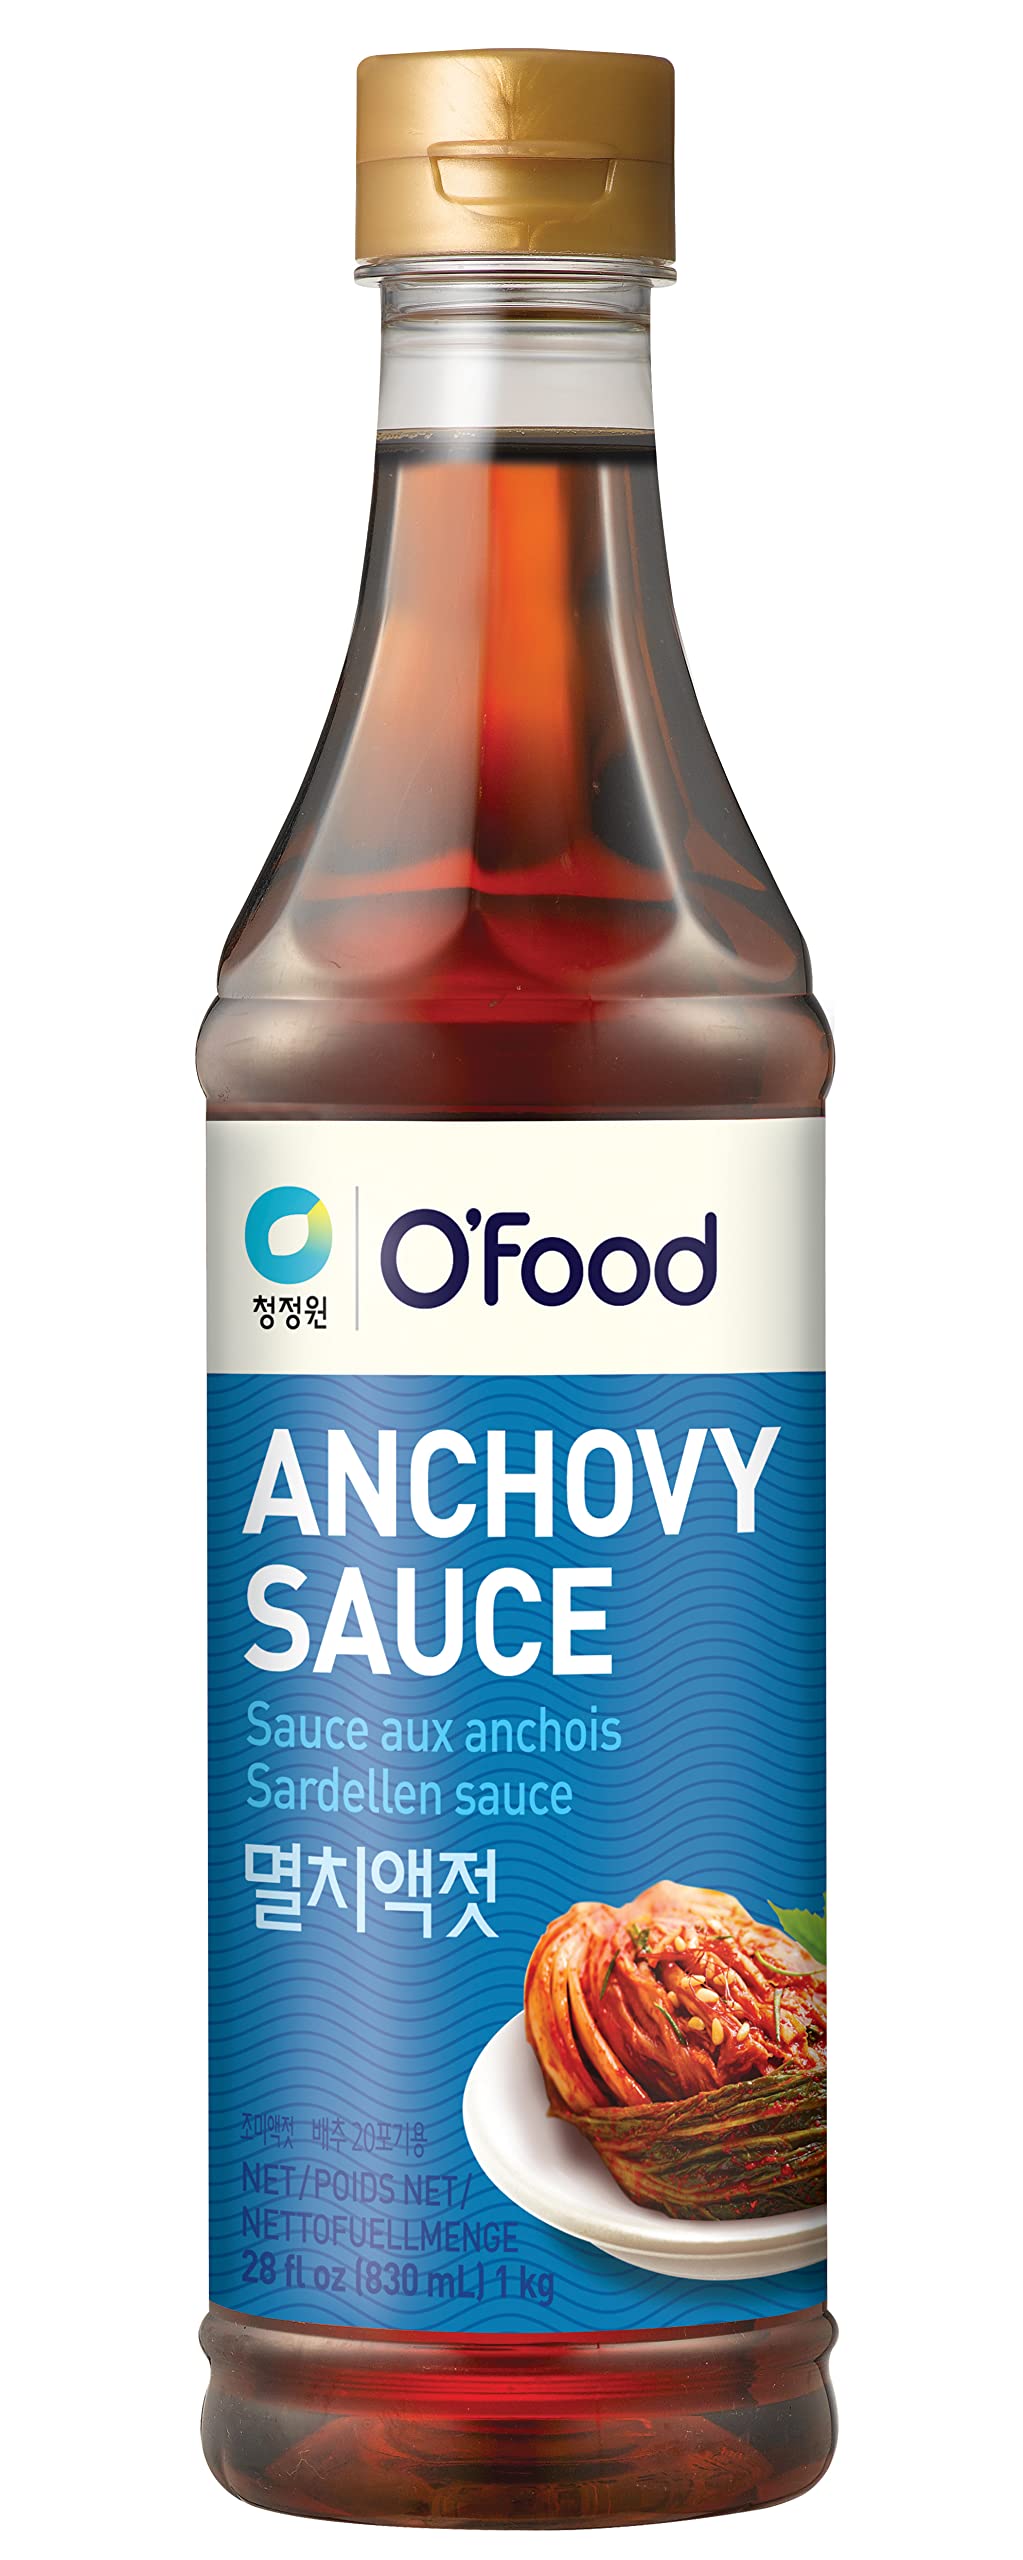 청정원
O'Food
ANCHOVY
SAUCE
Sauce aux anchois
Sardellen sauce
멸치액젓
조미액젓 배추 20포기용
NET/POIDS NET/
NETTOFUELLMENGE
28 fl oz (830 mL) 1 kg